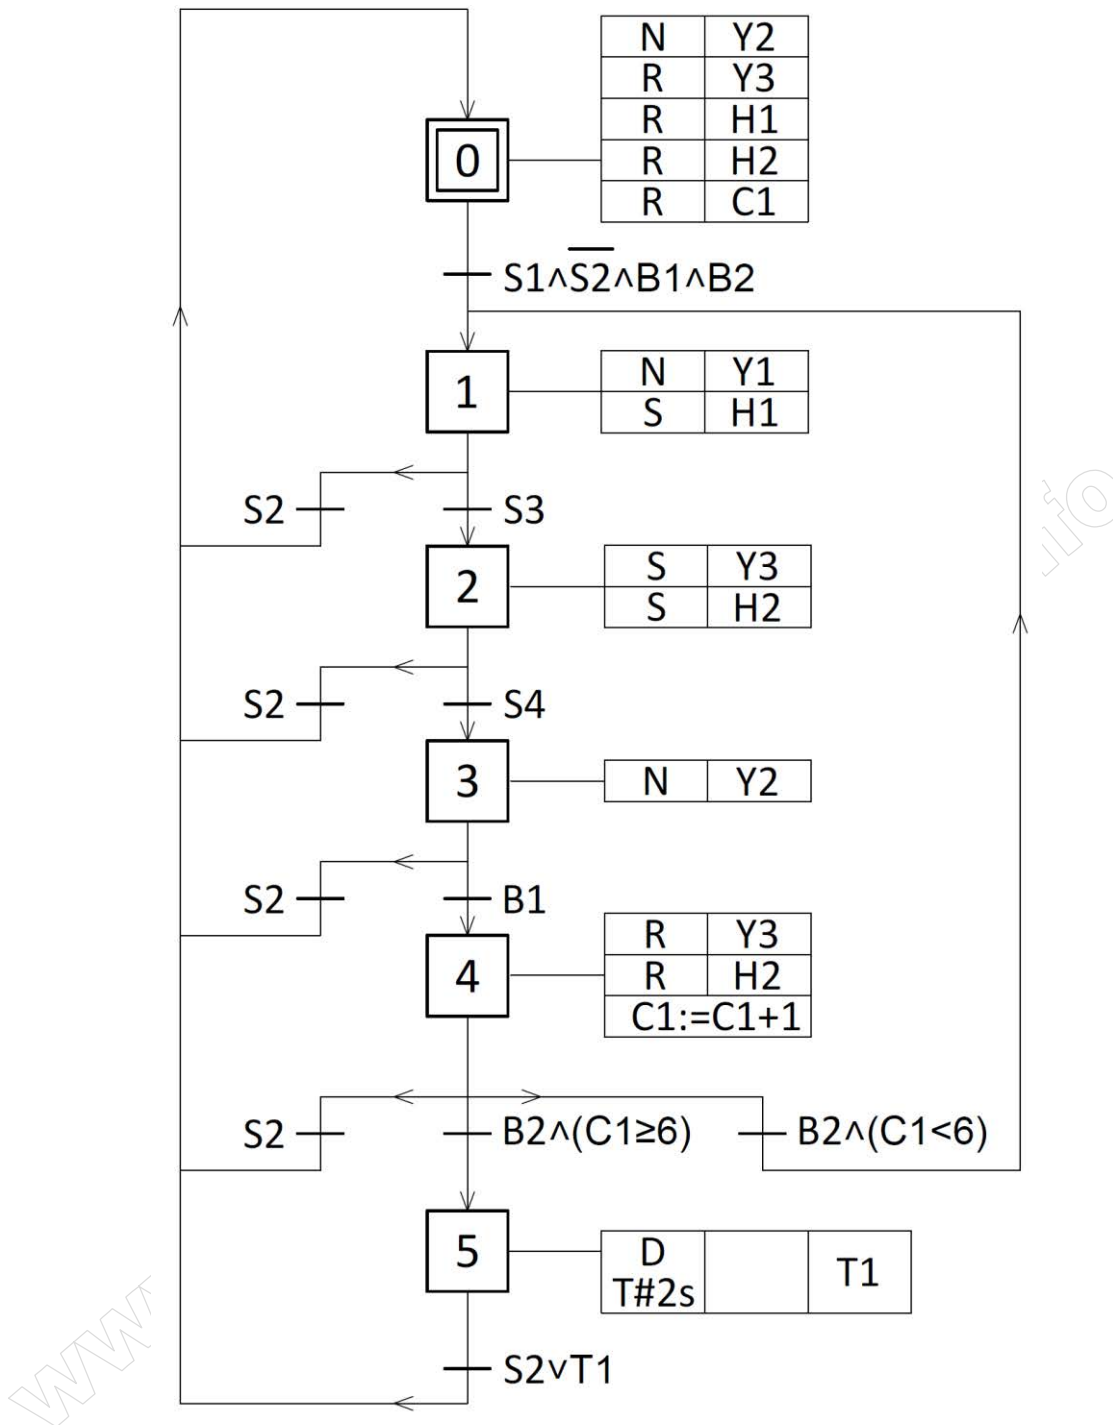 N Y2
R Y3
R H1
R H2
R C1
0
S1∧S̅2̅∧B1∧B2
1
N Y1
S H1
S2
S3
2
S Y3
S H2
S2
S4
3
N Y2
S2
B1
4
R Y3
R H2
C1:=C1+1
S2
B2∧(C1≥6)
B2∧(C1<6)
5
D
T#2s
T1
S2∨T1